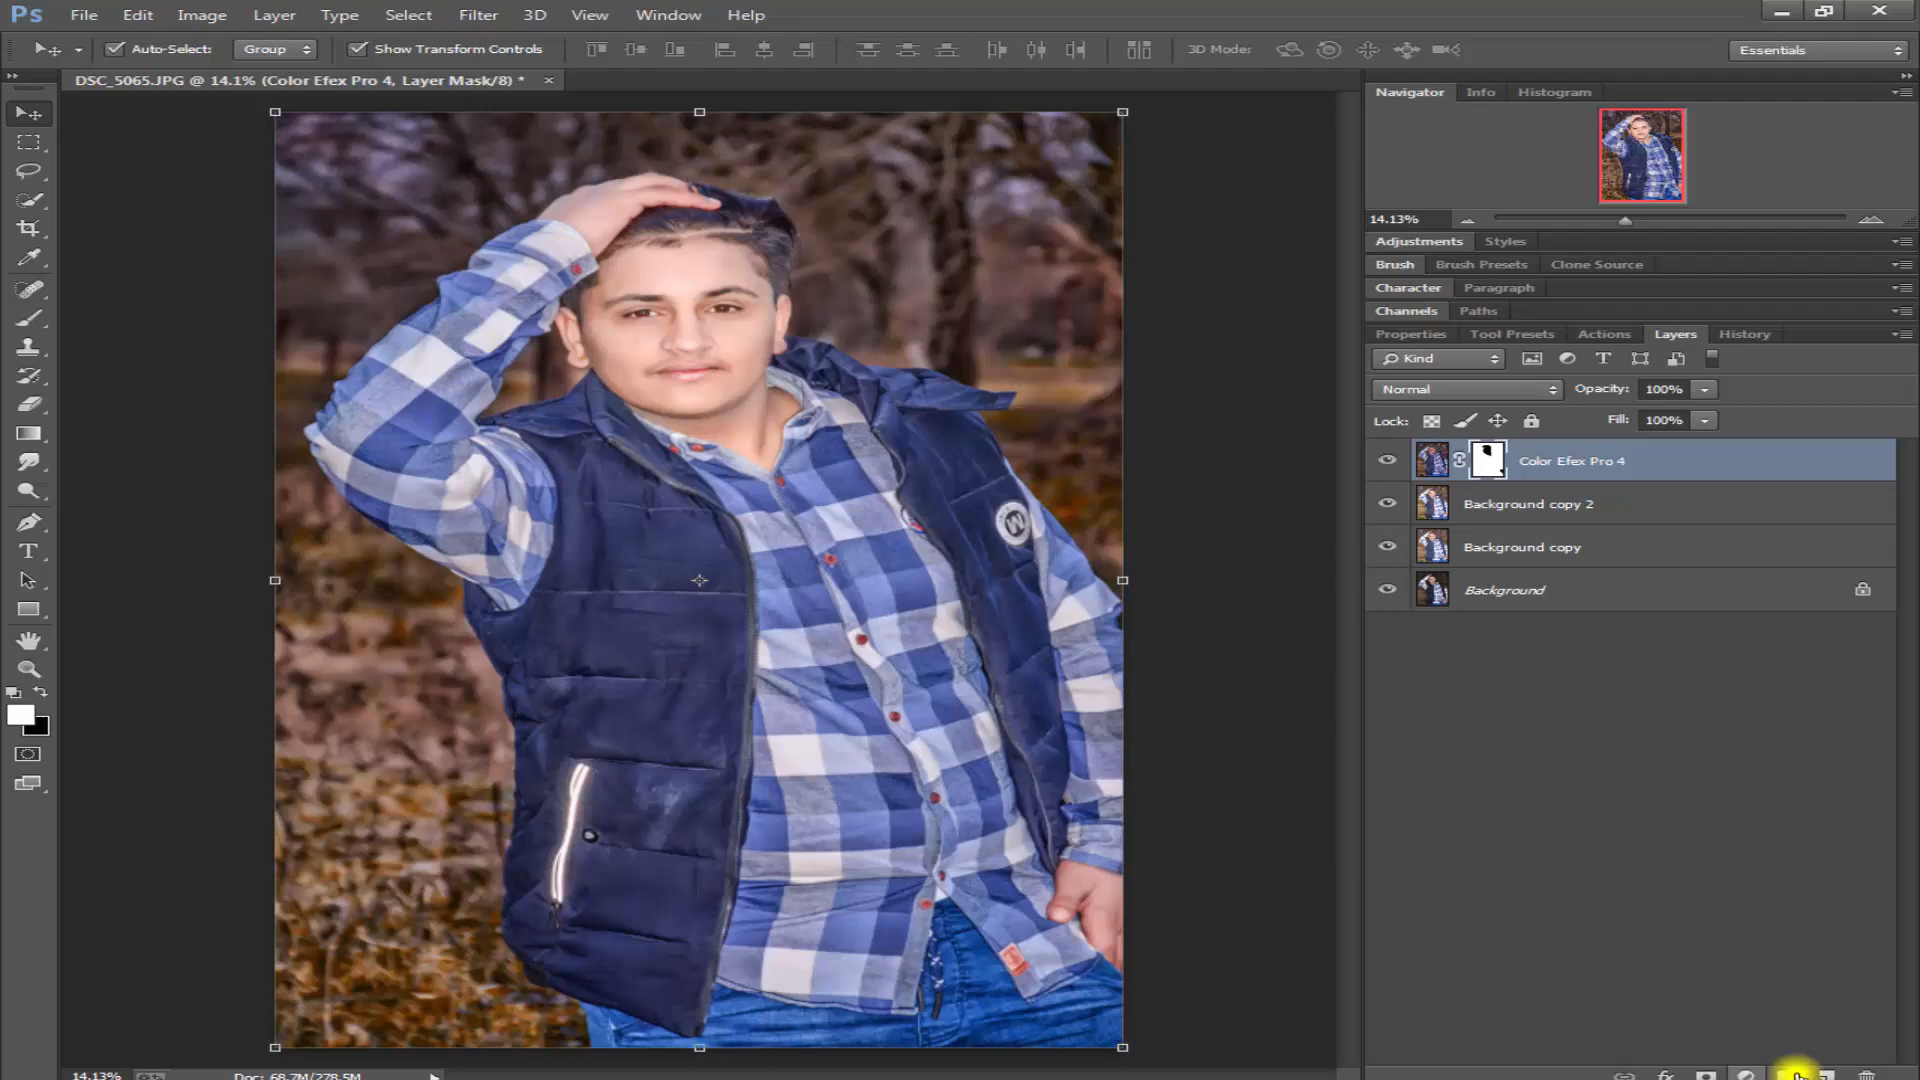 Ps File Edit Image Layer Type Select Filter 3D View Window Help
Auto-Select: Group Show Transform Controls 3D Mode: Essentials
DSC_5065.JPG @ 14.1% (Color Efex Pro 4, Layer Mask/8) * ×
Navigator Info Histogram
14.13%
Adjustments Styles
Brush Brush Presets Clone Source
Character Paragraph
Channels Paths
Properties Tool Presets Actions Layers History
Kind
Normal Opacity: 100%
Lock: Fill: 100%
Color Efex Pro 4
Background copy 2
Background copy
Background
M
14.13% Doc: 68.7M/278.5M